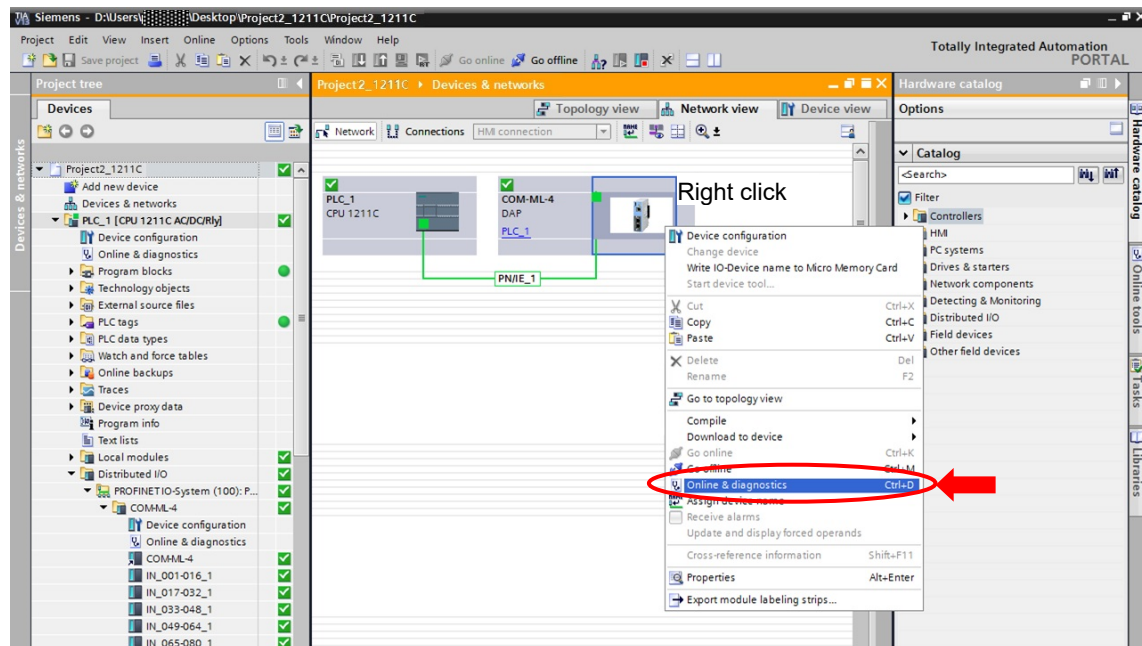 Siemens - D:\Users\ \Desktop\Project2_1211C\Project2_1211C
Project Edit View Insert Online Options Tools Window Help
Totally Integrated Automation
PORTAL
Save project Go online Go offline
Project tree
Project2_1211C Devices & networks
Hardware catalog
Devices
Topology view Network view Device view
Options
Network Connections HMI connection
Catalog
<Search>
Filter
Controllers
HMI
PC systems
Drives & starters
Network components
Detecting & Monitoring
Distributed I/O
Field devices
Other field devices
Project2_1211C
Add new device
Devices & networks
PLC_1 [CPU 1211C AC/DC/Rly]
Device configuration
Online & diagnostics
Program blocks
Technology objects
External source files
PLC tags
PLC data types
Watch and force tables
Online backups
Traces
Device proxy data
Program info
Text lists
Local modules
Distributed I/O
PROFINET IO-System (100): P...
COM-ML-4
Device configuration
Online & diagnostics
COM-ML-4
IN_001-016_1
IN_017-032_1
IN_033-048_1
IN_049-064_1
IN_065-080_1
PLC_1
CPU 1211C
COM-ML-4
DAP
PLC_1
PN/IE_1
Right click
Device configuration
Change device
Write IO-Device name to Micro Memory Card
Start device tool...
Cut Ctrl+X
Copy Ctrl+C
Paste Ctrl+V
Delete Del
Rename F2
Go to topology view
Compile
Download to device
Go online Ctrl+K
Go offline Ctrl+M
Online & diagnostics Ctrl+D
Assign device name
Receive alarms
Update and display forced operands
Cross-reference information Shift+F11
Properties Alt+Enter
Export module labeling strips...
Devices & networks
Hardware catalog
Online tools
Tasks
Libraries